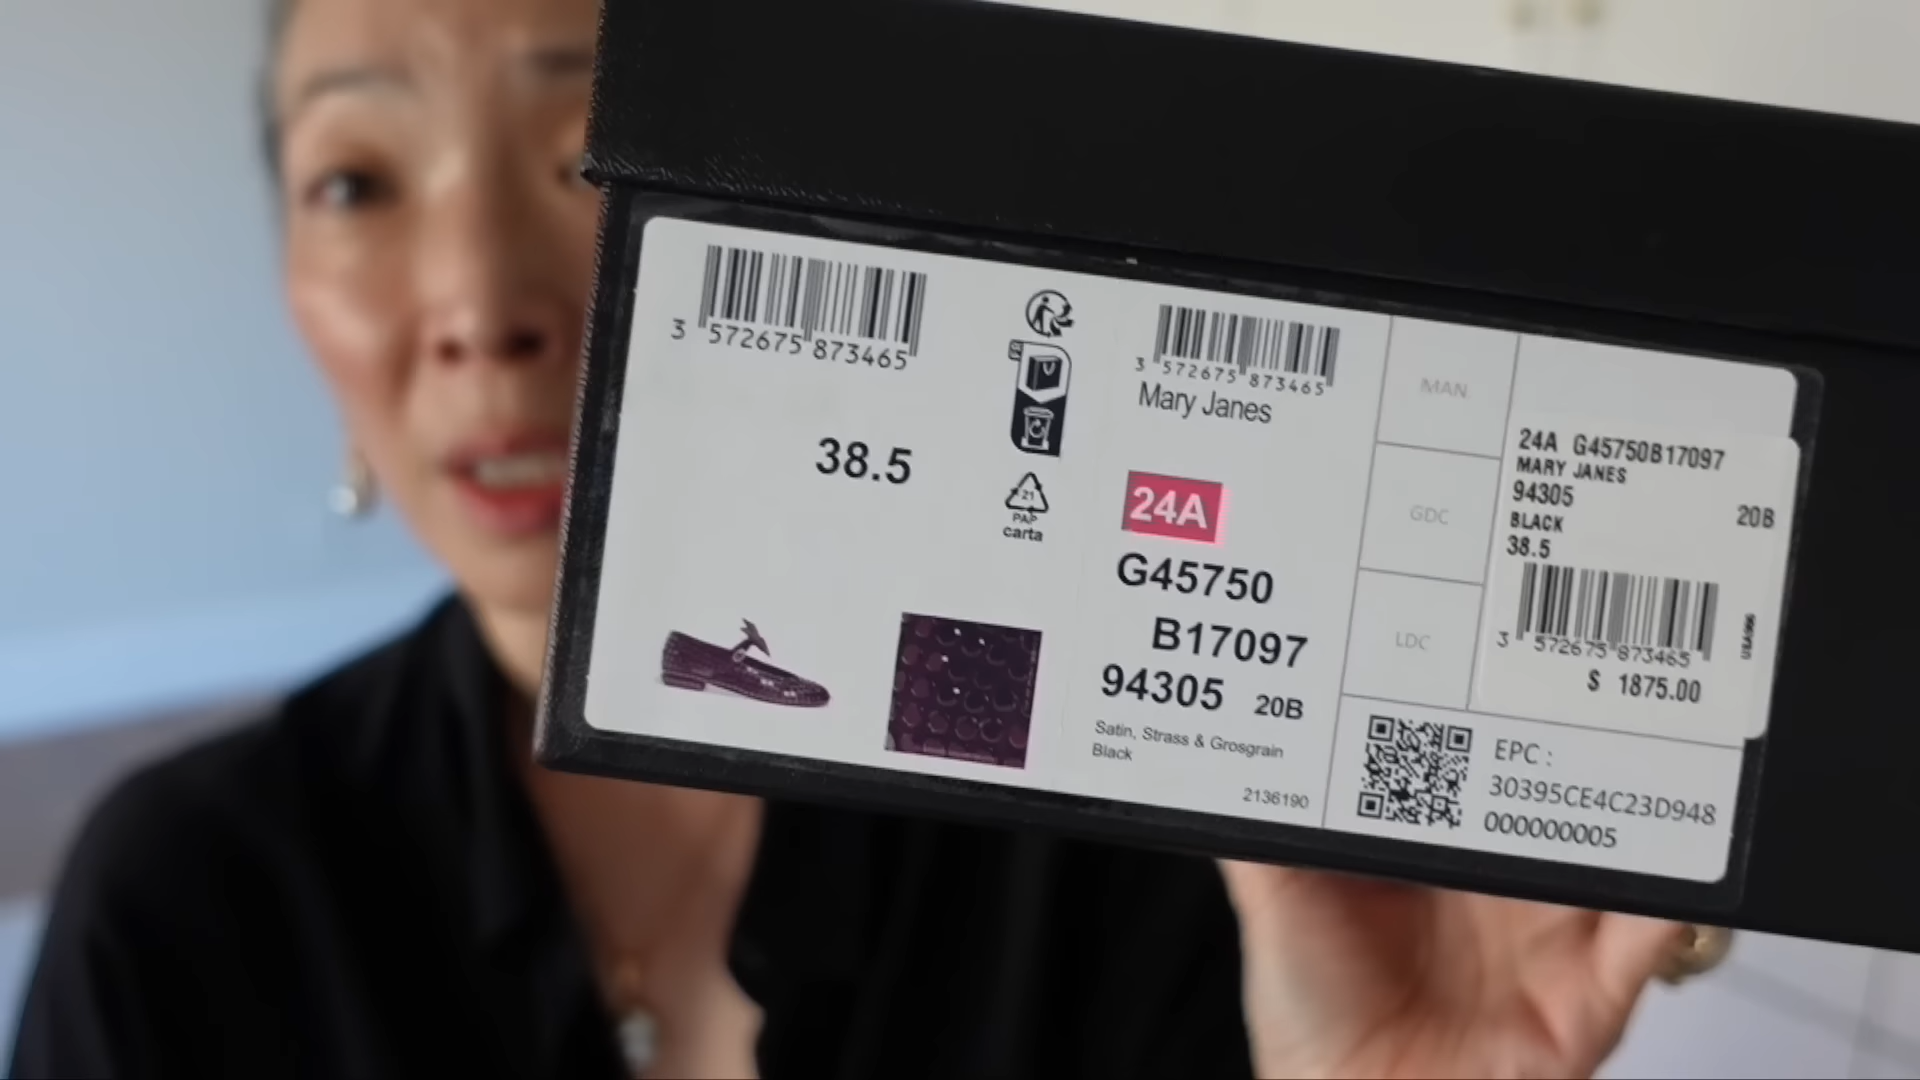 3 572675 873465
38.5
21
PAP
carta
3 572675 873465
Mary Janes
24A
G45750
B17097
94305 20B
Satin, Strass & Grosgrain
Black
2136190
MAN
GDC
LDC
24A G45750B17097
MARY JANES
94305 20B
BLACK
38.5
3 572675 873465
$ 1875.00
EPC :
30395CE4C23D948
000000005